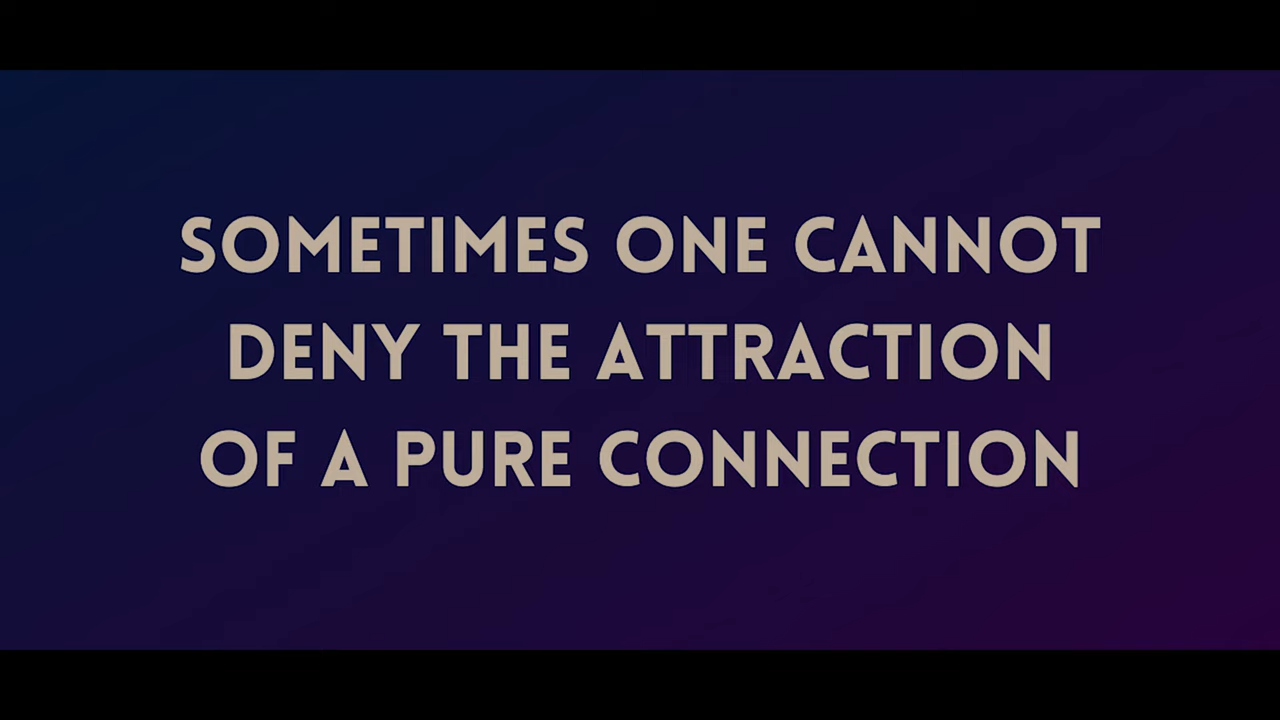 SOMETIMES ONE CANNOT
DENY THE ATTRACTION
OF A PURE CONNECTION